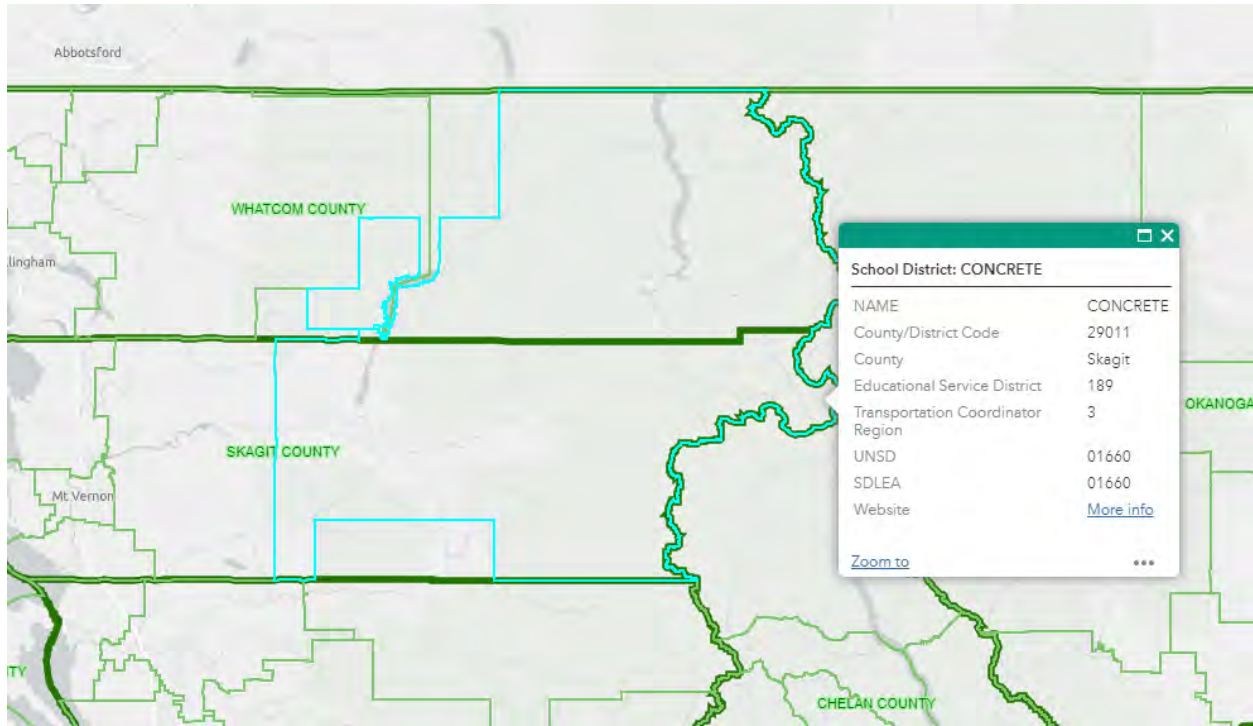 Abbotsford
WHATCOM COUNTY
llingham
School District: CONCRETE
NAME CONCRETE
County/District Code 29011
County Skagit
Educational Service District 189
Transportation Coordinator
Region 3
UNSD 01660
SDLEA 01660
Website More info
Zoom to
OKANOGA
SKAGIT COUNTY
Mt Vernon
TY
CHELAN COUNTY